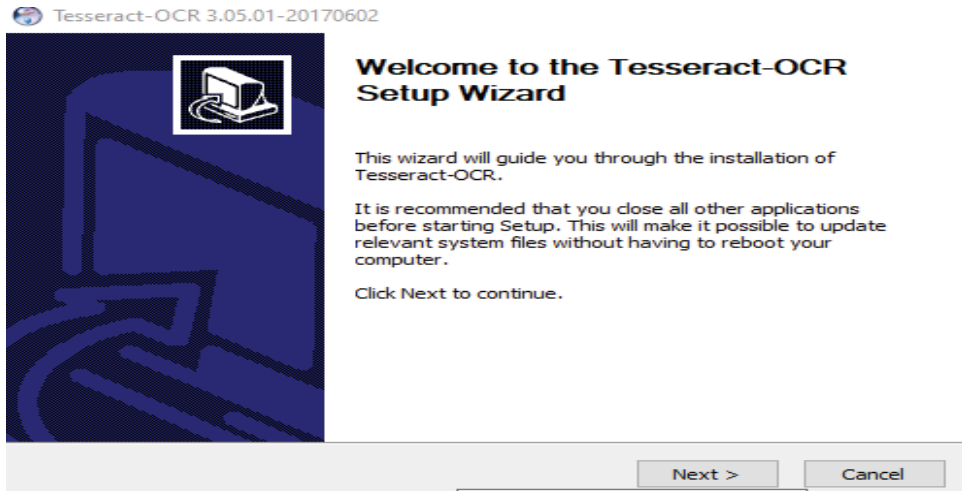 Tesseract-OCR 3.05.01-20170602
Welcome to the Tesseract-OCR
Setup Wizard
This wizard will guide you through the installation of
Tesseract-OCR.
It is recommended that you close all other applications
before starting Setup. This will make it possible to update
relevant system files without having to reboot your
computer.
Click Next to continue.
Next >
Cancel